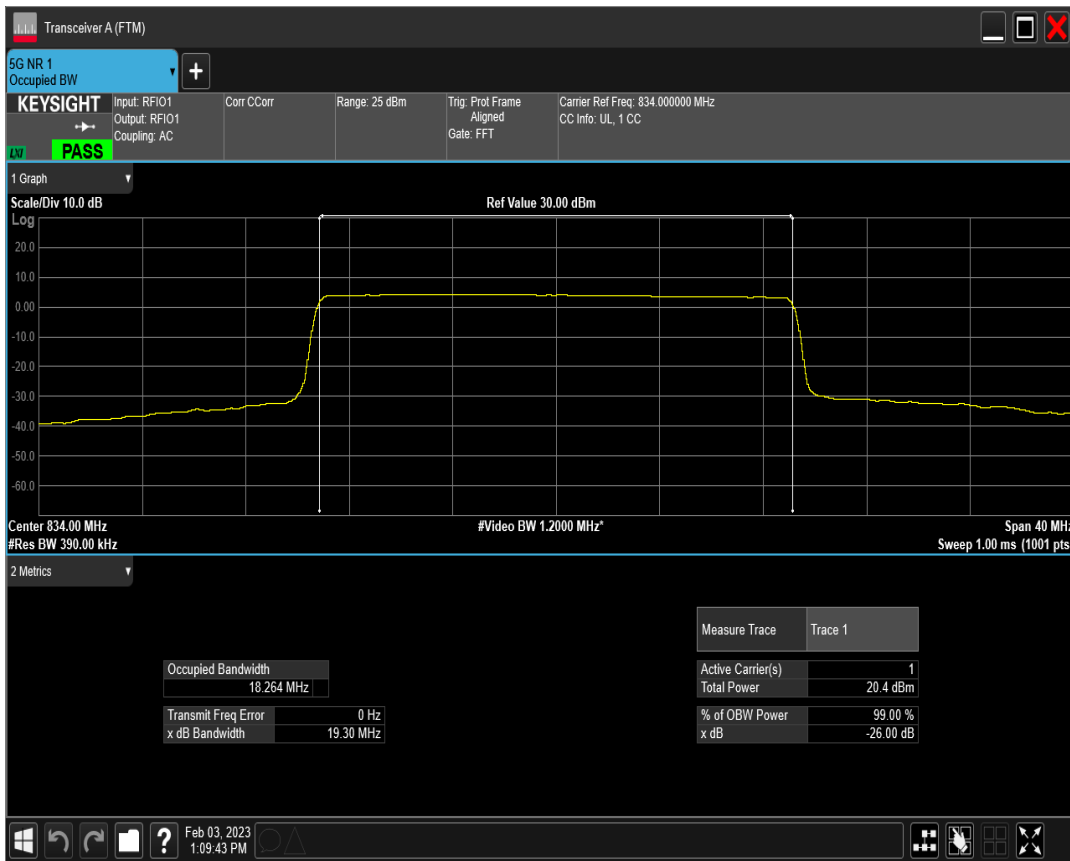 Transceiver A (FTM)
5G NR 1
Occupied BW
+
KEYSIGHT
LXI
PASS
Input: RFIO1
Output: RFIO1
Coupling: AC
Corr CCorr
Range: 25 dBm
Trig: Prot Frame
Aligned
Gate: FFT
Carrier Ref Freq: 834.000000 MHz
CC Info: UL, 1 CC
1 Graph
Scale/Div 10.0 dB
Ref Value 30.00 dBm
Log
20.0
10.0
0.00
-10.0
-20.0
-30.0
-40.0
-50.0
-60.0
Center 834.00 MHz
#Video BW 1.2000 MHz*
Span 40 MHz
#Res BW 390.00 kHz
Sweep 1.00 ms (1001 pts
2 Metrics
Measure Trace Trace 1
Occupied Bandwidth
18.264 MHz
Active Carrier(s) 1
Total Power 20.4 dBm
Transmit Freq Error 0 Hz
x dB Bandwidth 19.30 MHz
% of OBW Power 99.00 %
x dB -26.00 dB
?
Feb 03, 2023
1:09:43 PM